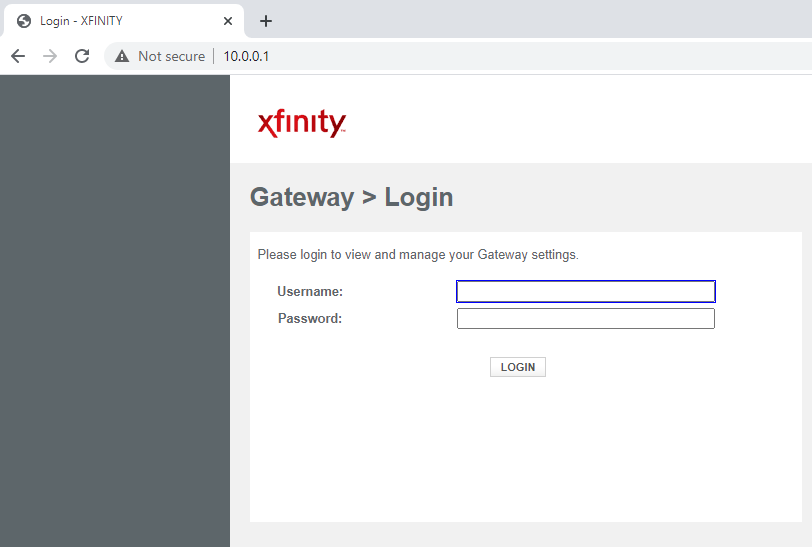 Login - XFINITY
Not secure 10.0.0.1
xfinity
Gateway > Login
Please login to view and manage your Gateway settings.
Username:
Password:
LOGIN